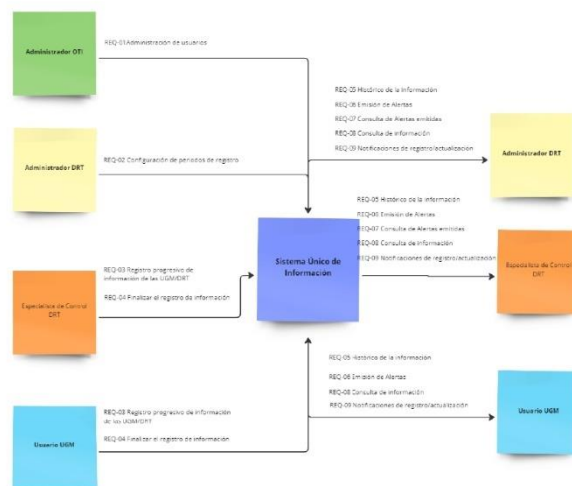 Administrador OTI
REQ-01Administración de usuarios
REQ-05 Histórico de la Información
REQ-06 Emisión de Alertas
REQ-07 Consulta de Alertas emitidas
REQ-08 Consulta de información
REQ-09 Notificaciones de registro/actualización
Administrador DRT
REQ-02 Configuración de periodos de registro
Administrador DRT
REQ-05 Histórico de la información
REQ-06 Emisión de Alertas
REQ-07 Consulta de Alertas emitidas
REQ-08 Consulta de Información
REQ-09 Notificaciones de registro/actualización
Sistema Único de
Información
Especialista de Control
DRT
REQ-03 Registro progresivo de
información de las UGM/DRT
REQ-04 Finalizar el registro de información
Especialista de Control
DRT
REQ-05 Histórico de la información
REQ-06 Emisión de Alertas
REQ-08 Consulta de información
REQ-09 Notificaciones de registro/actualización
Usuario UGM
REQ-03 Registro progresivo de información
de las UGM/DRT
REQ-04 Finalizar el registro de información
Usuario UGM